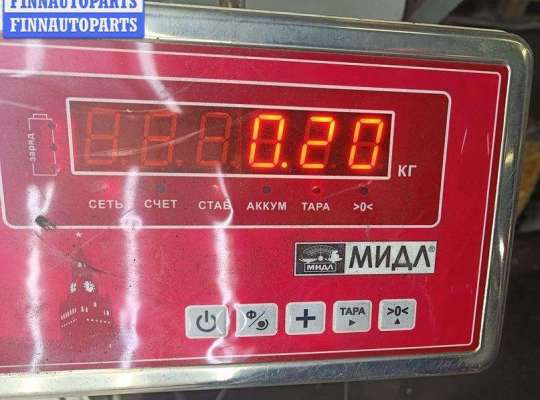 FINNAUTOPARTS
FINNAUTOPARTS
заряд
0.20 КГ
СЕТЬ СЧЕТ СТАБ АККУМ ТАРА >0<
МИДЛ МИДЛ®
Ф ТАРА >0<